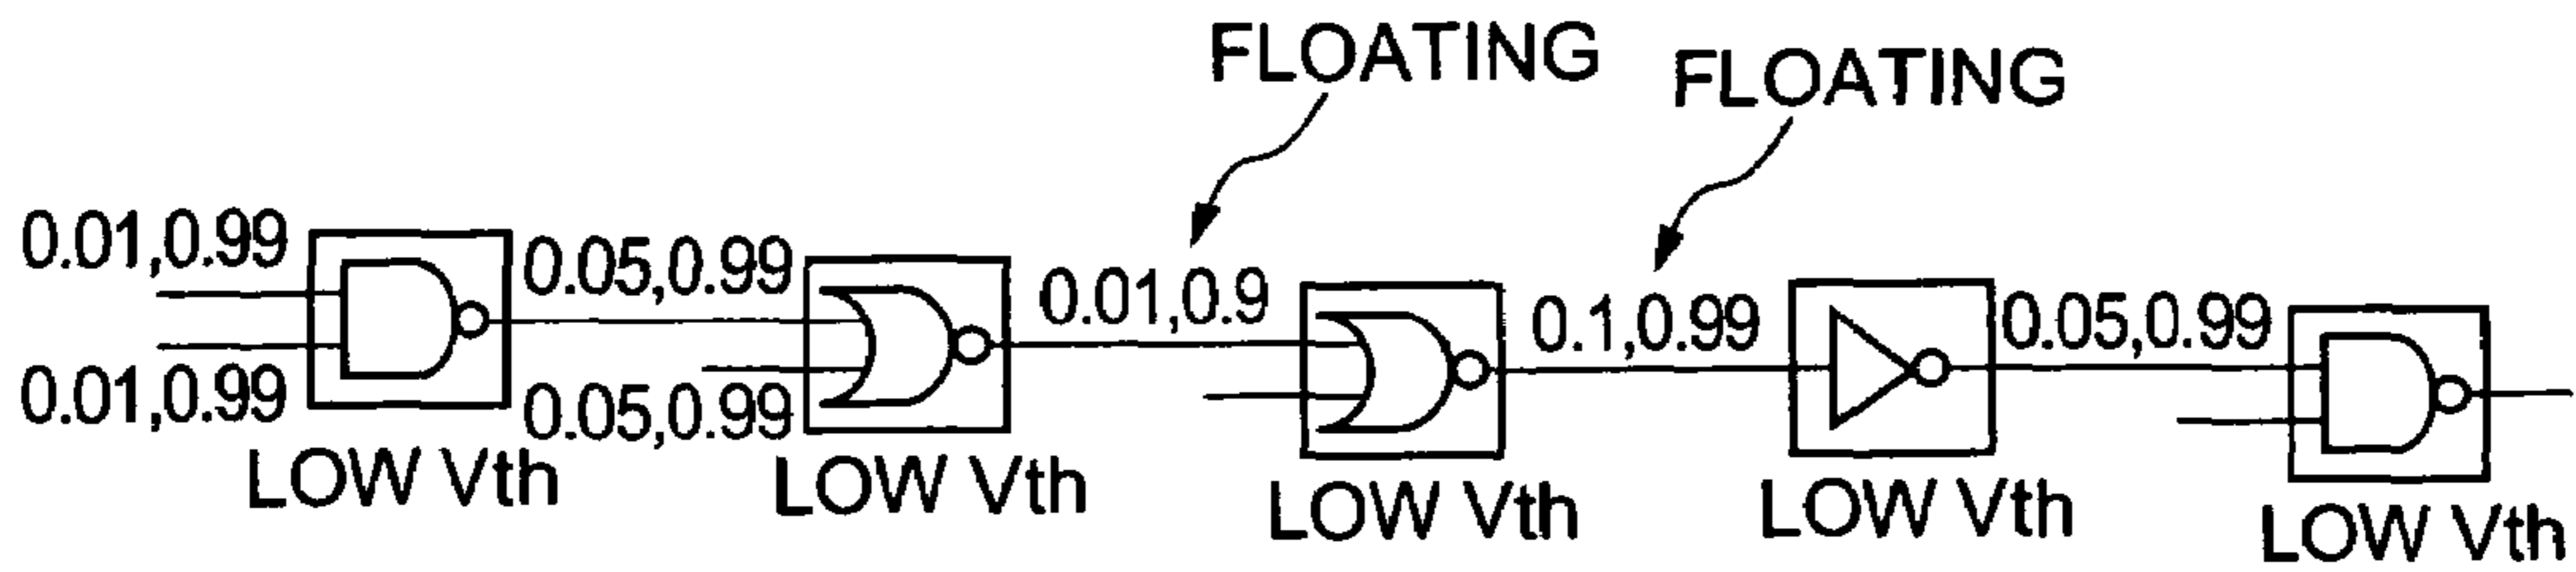 FLOATING
FLOATING
0.01,0.99
0.05,0.99
0.01,0.9
0.1,0.99
0.05,0.99
0.01,0.99
0.05,0.99
LOW Vth
LOW Vth
LOW Vth
LOW Vth
LOW Vth